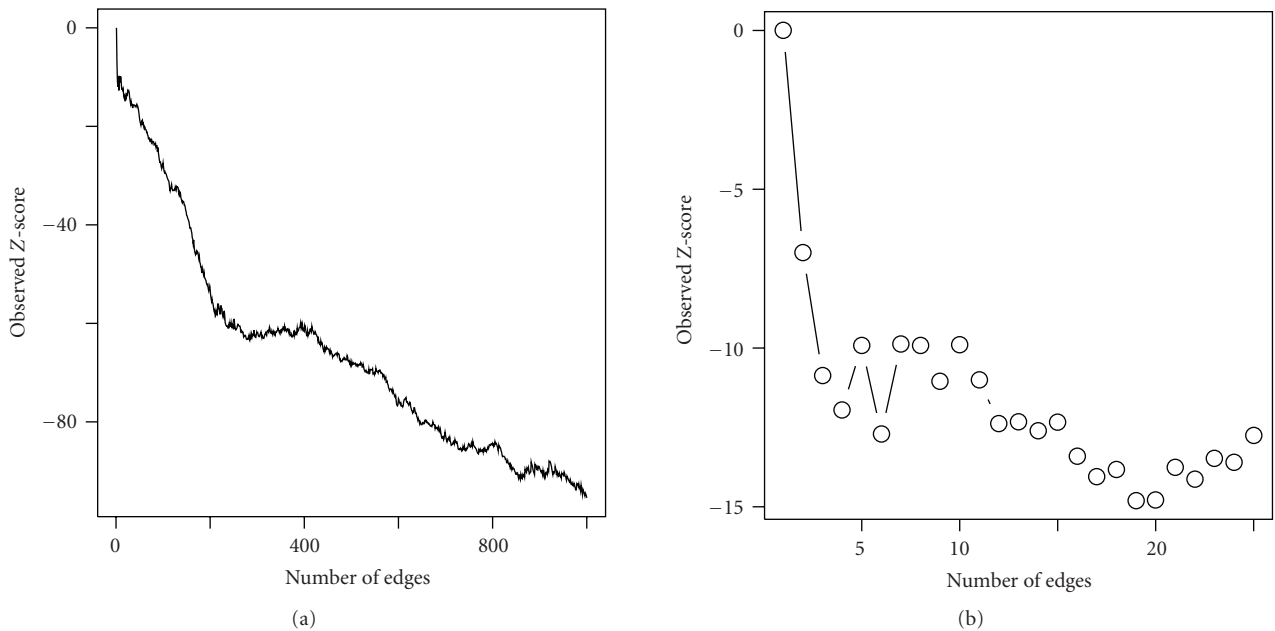 0
−40
−80
Observed Z-score
0
400
800
Number of edges
(a)
0
−5
−10
−15
Observed Z-score
5
10
20
Number of edges
(b)